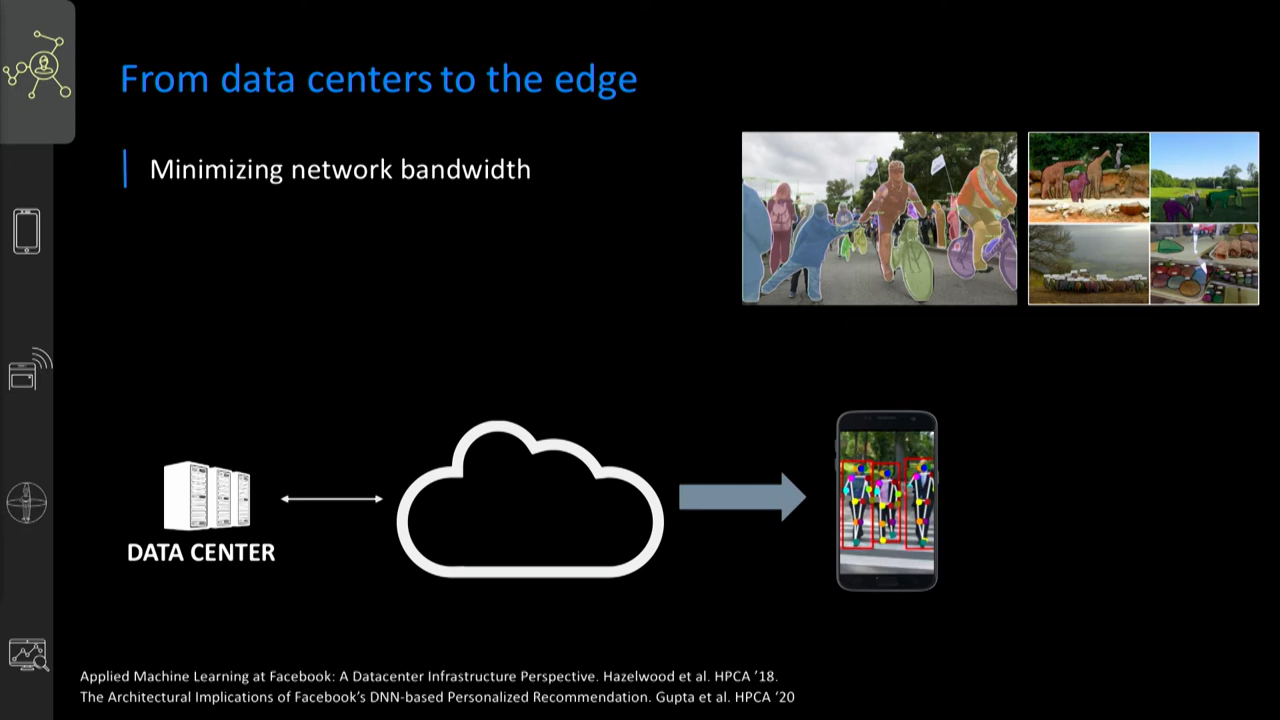 From data centers to the edge
Minimizing network bandwidth
DATA CENTER
Applied Machine Learning at Facebook: A Datacenter Infrastructure Perspective. Hazelwood et al. HPCA ’18.
The Architectural Implications of Facebook’s DNN-based Personalized Recommendation. Gupta et al. HPCA ‘20